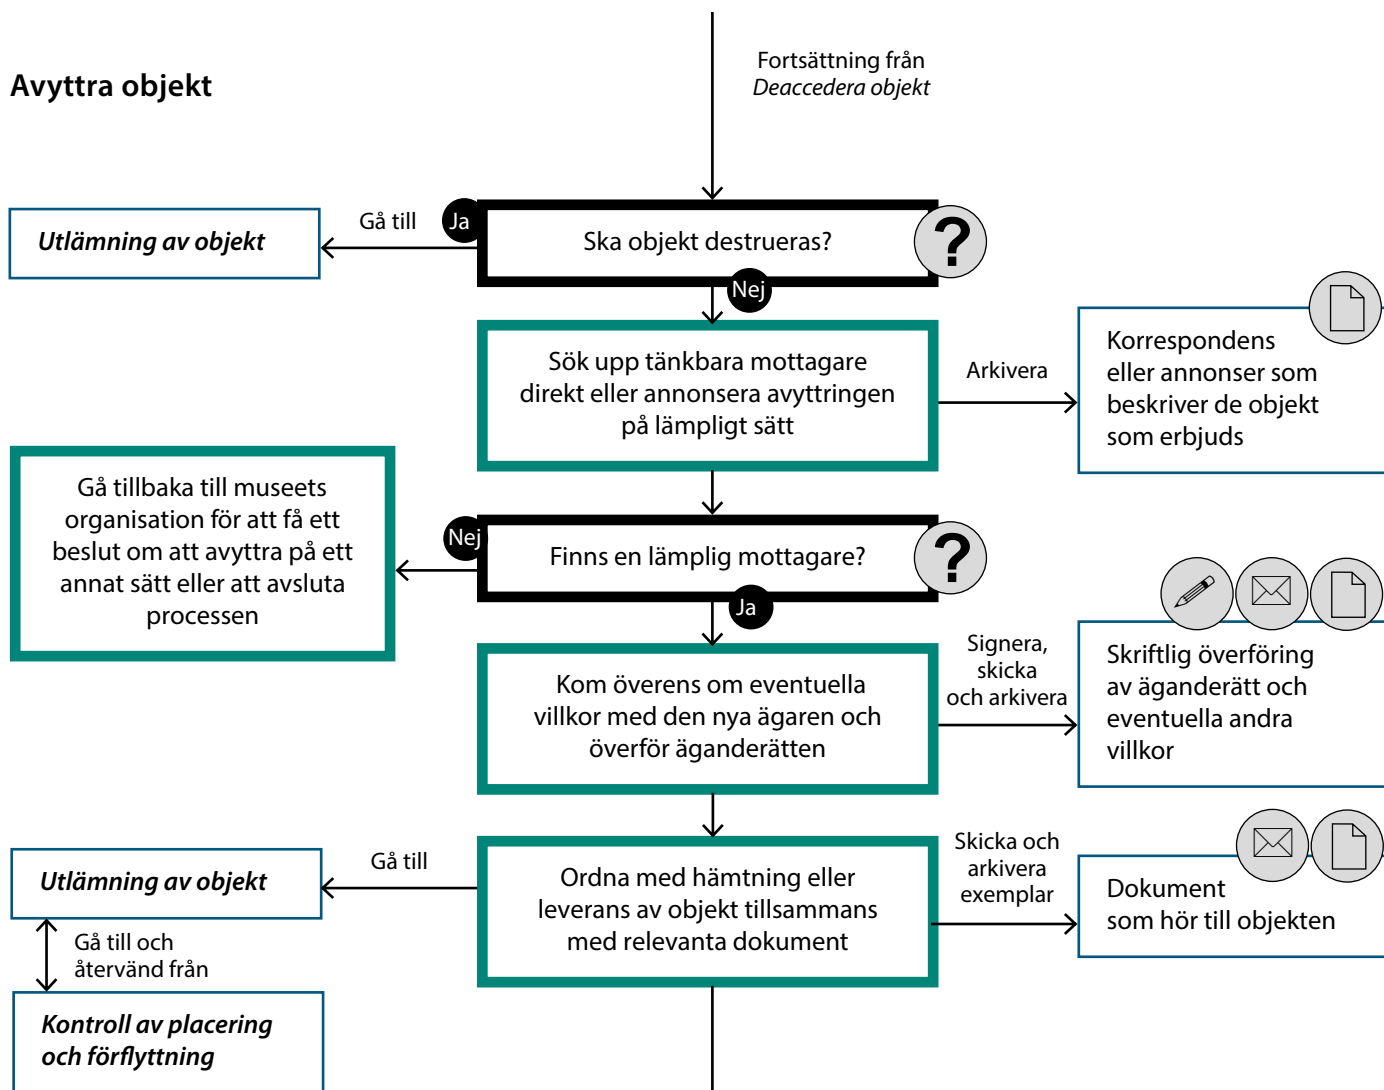 Avyttra objekt
Fortsättning från
Deaccedera objekt
Utlämning av objekt
Gå till
Ja
Ska objekt destrueras?
?
Nej
Sök upp tänkbara mottagare
direkt eller annonsera avyttringen
på lämpligt sätt
Arkivera
Korrespondens
eller annonser som
beskriver de objekt
som erbjuds
Gå tillbaka till museets
organisation för att få ett
beslut om att avyttra på ett
annat sätt eller att avsluta
processen
Nej
Finns en lämplig mottagare?
?
Ja
Kom överens om eventuella
villkor med den nya ägaren och
överför äganderätten
Signera,
skicka
och arkivera
Skriftlig överföring
av äganderätt och
eventuella andra
villkor
Utlämning av objekt
Gå till
Ordna med hämtning eller
leverans av objekt tillsammans
med relevanta dokument
Skicka och
arkivera
exemplar
Dokument
som hör till objekten
Gå till och
återvänd från
Kontroll av placering
och förflyttning